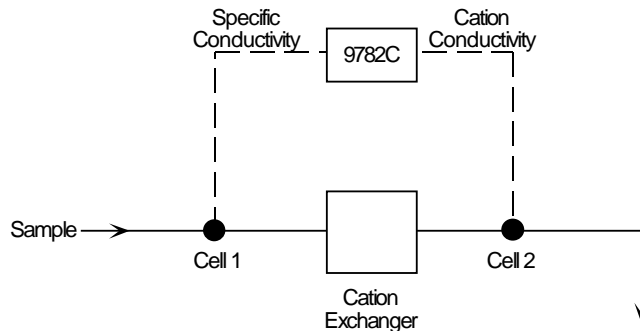 Specific
Conductivity
Cation
Conductivity
9782C
Sample
Cell 1
Cell 2
Cation
Exchanger